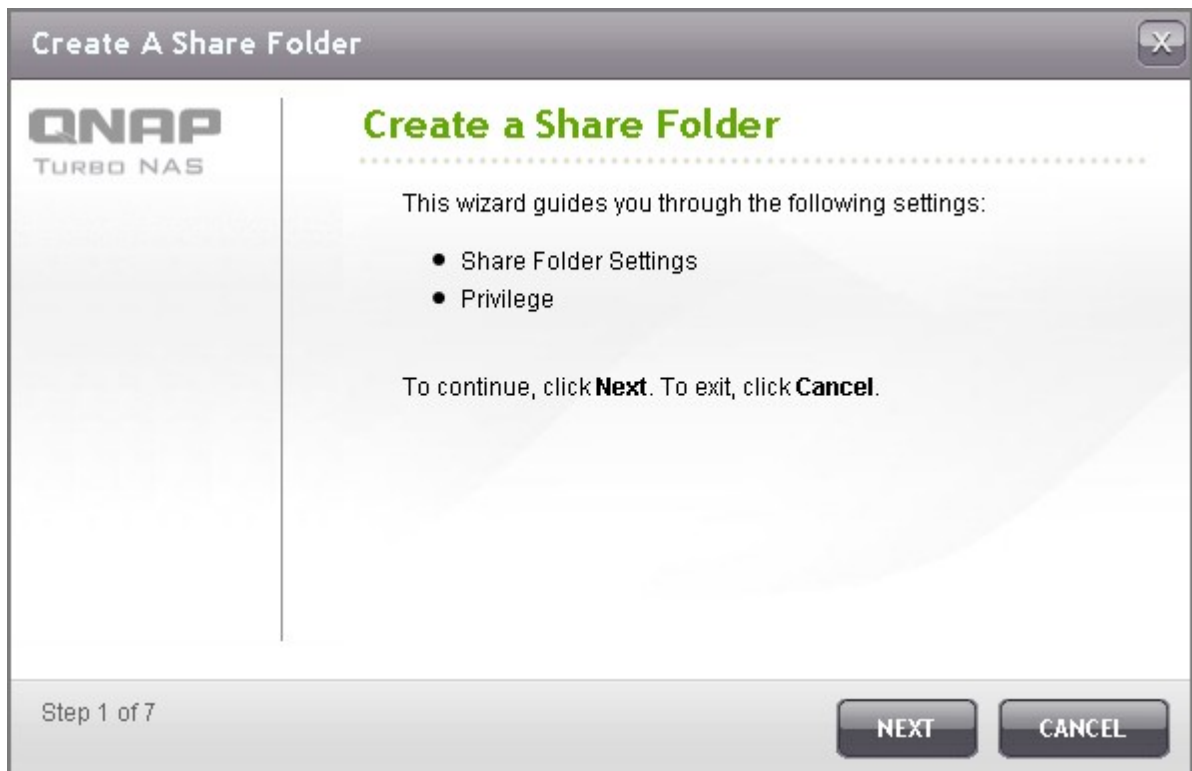 Create A Share Folder
X
QNAP
TURBO NAS
Create a Share Folder
This wizard guides you through the following settings:
Share Folder Settings
Privilege
To continue, click Next. To exit, click Cancel.
Step 1 of 7
NEXT
CANCEL